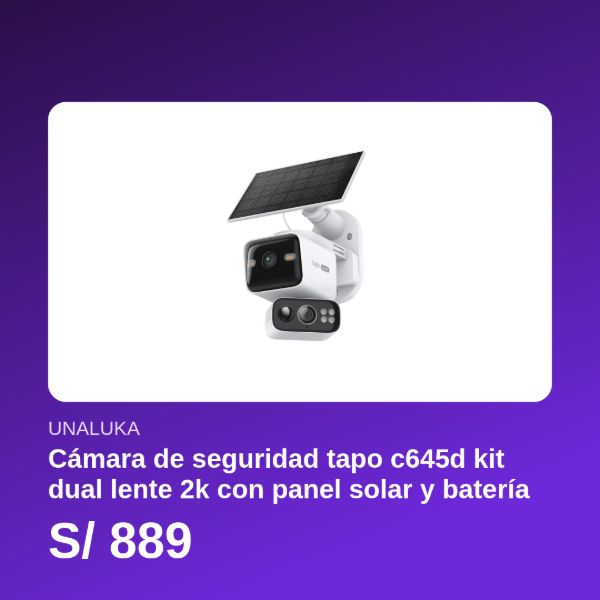 UNALUKA
Cámara de seguridad tapo c645d kit
dual lente 2k con panel solar y batería
S/ 889